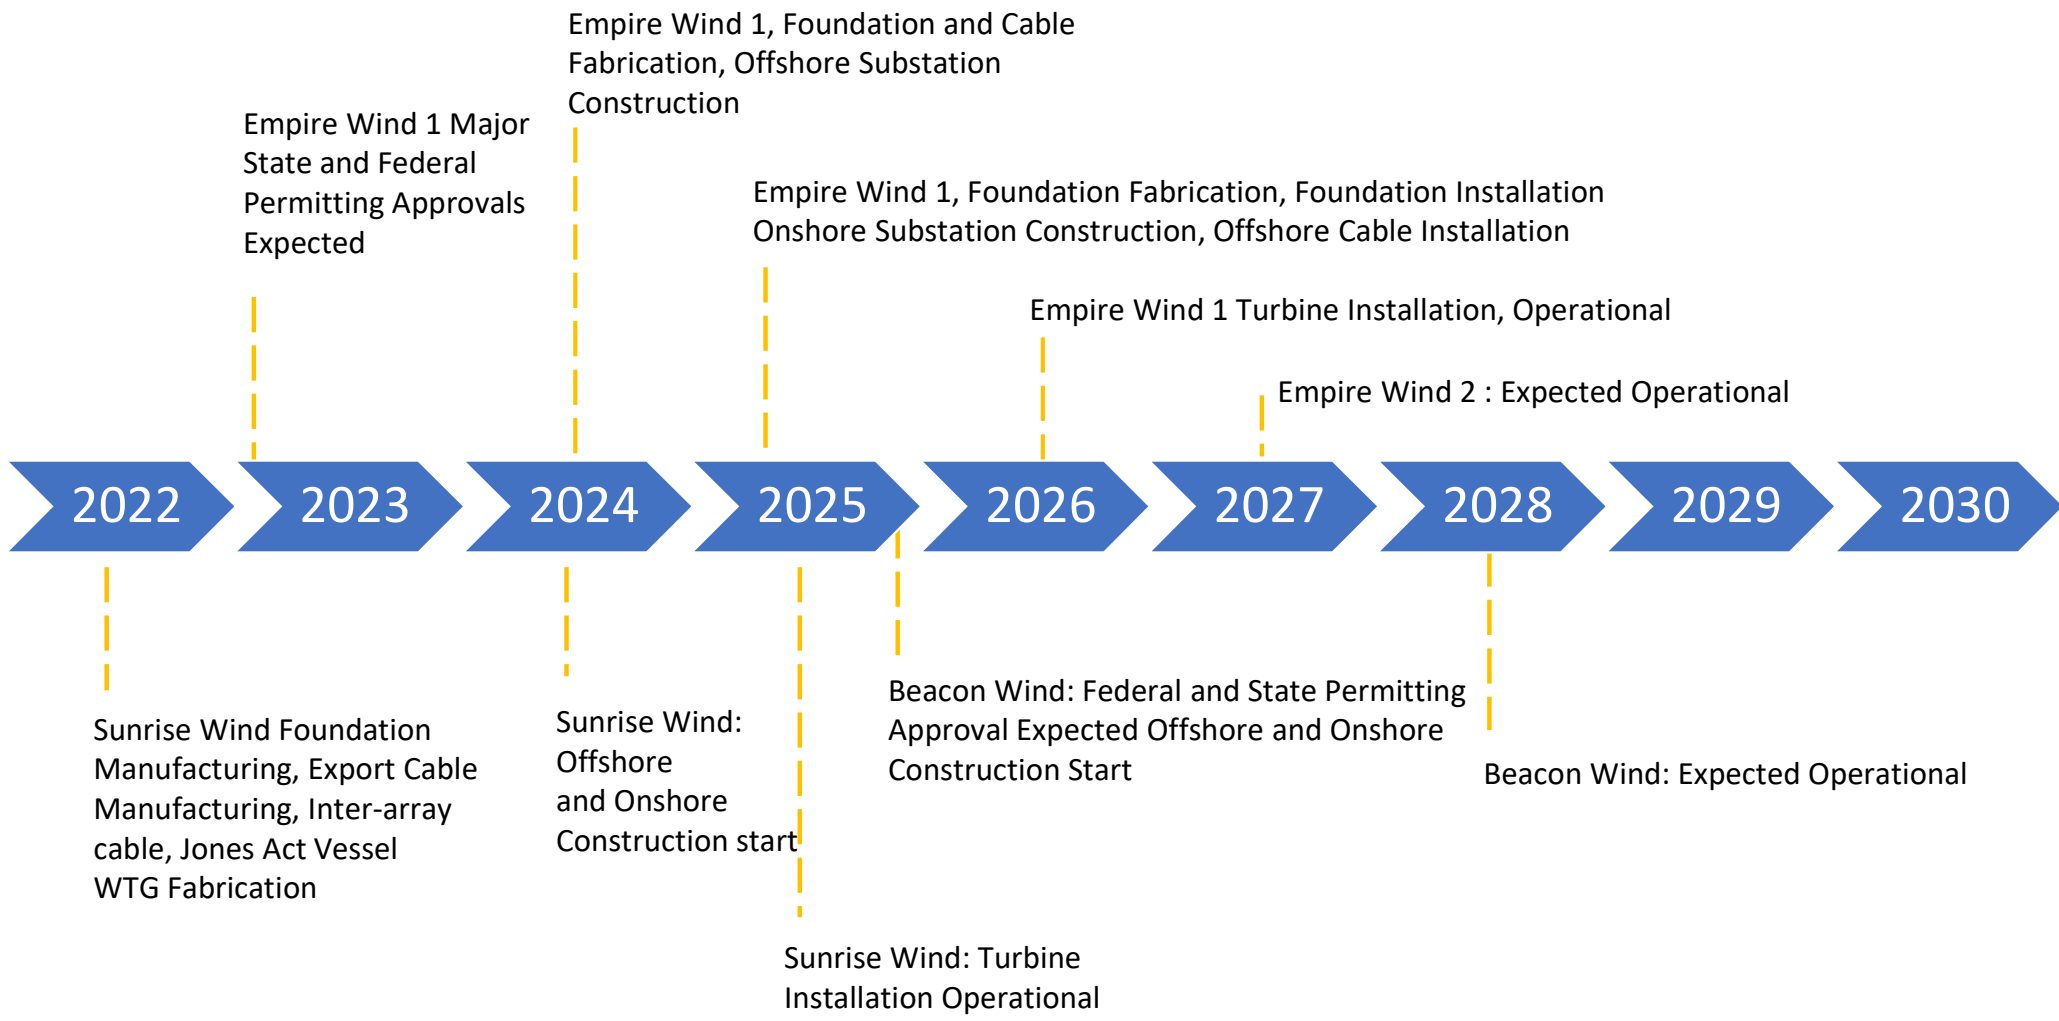 Empire Wind 1, Foundation and Cable
Fabrication, Offshore Substation
Construction
Empire Wind 1 Major
State and Federal
Permitting Approvals
Expected
Empire Wind 1, Foundation Fabrication, Foundation Installation
Onshore Substation Construction, Offshore Cable Installation
Empire Wind 1 Turbine Installation, Operational
Empire Wind 2 : Expected Operational
2022
2023
2024
2025
2026
2027
2028
2029
2030
Sunrise Wind Foundation
Manufacturing, Export Cable
Manufacturing, Inter-array
cable, Jones Act Vessel
WTG Fabrication
Sunrise Wind:
Offshore
and Onshore
Construction start
Sunrise Wind: Turbine
Installation Operational
Beacon Wind: Federal and State Permitting
Approval Expected Offshore and Onshore
Construction Start
Beacon Wind: Expected Operational